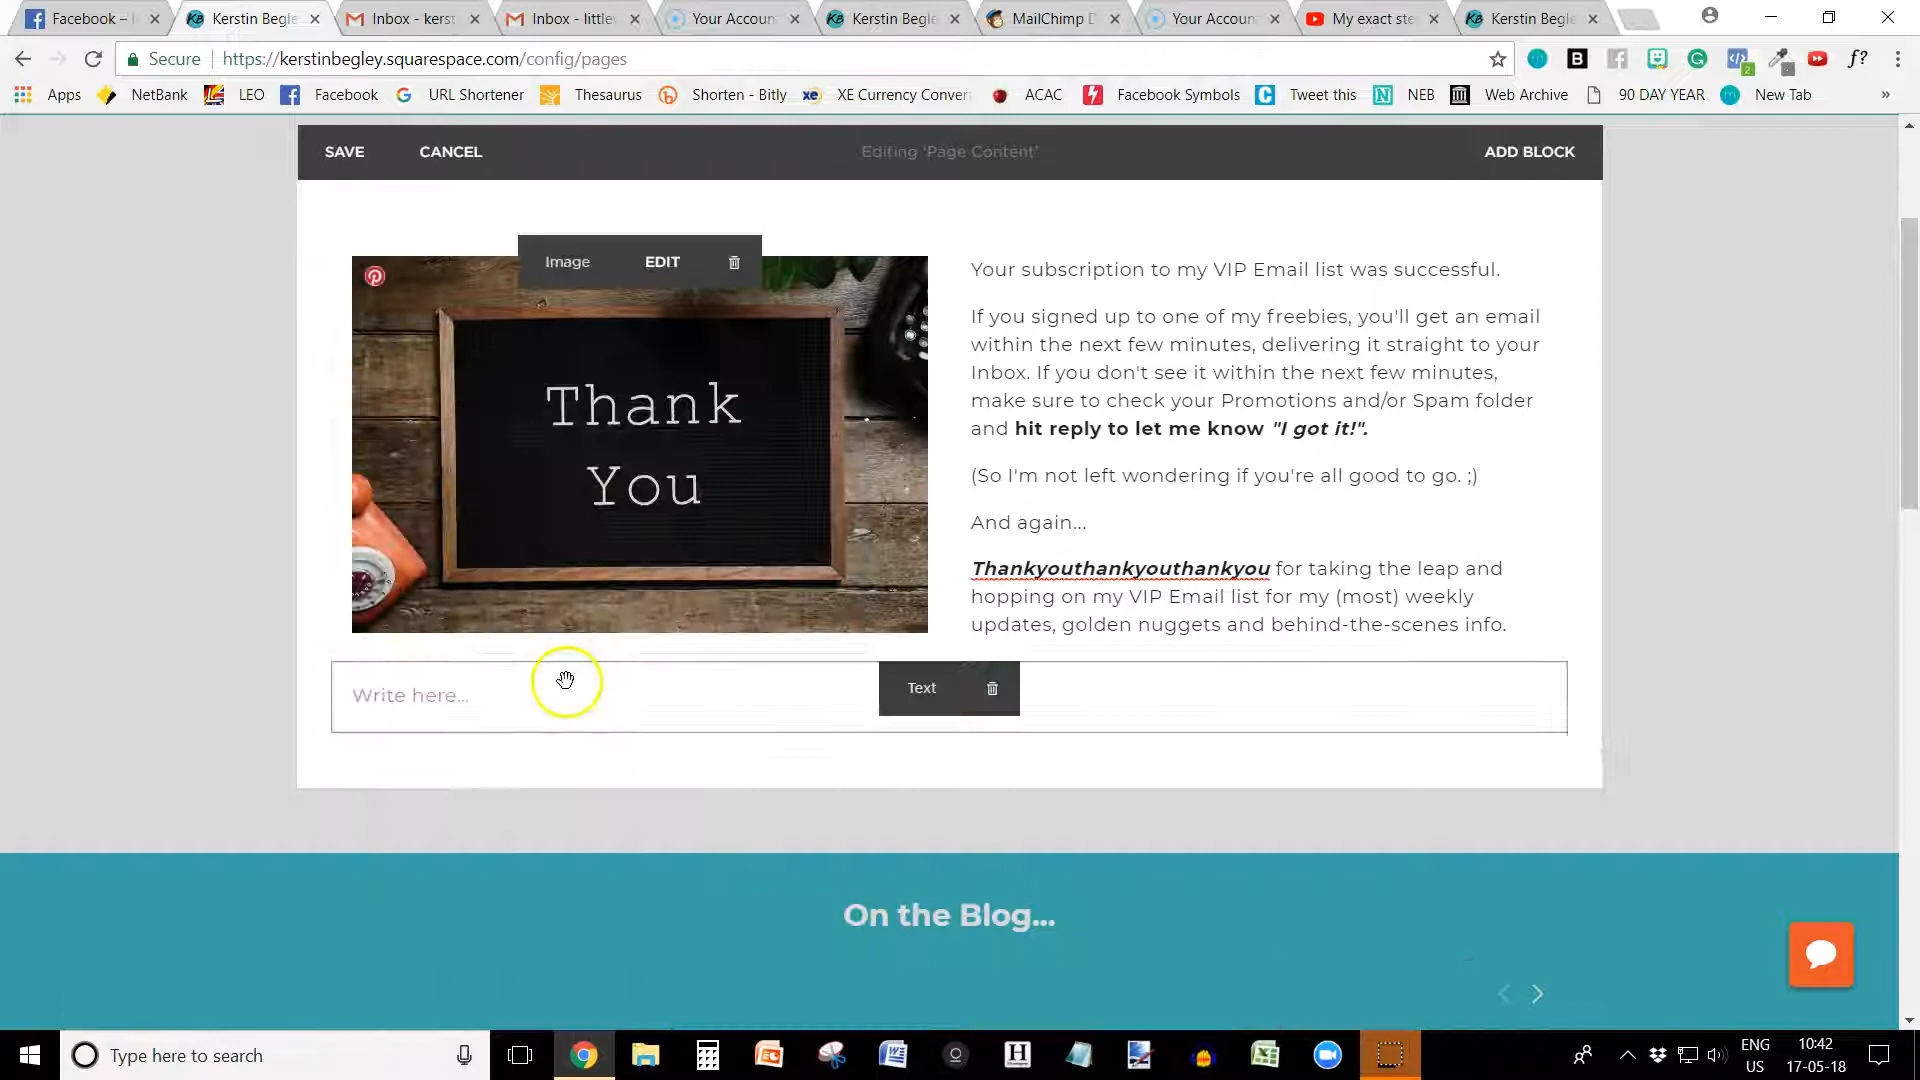 Facebook –
Kerstin Begley
Inbox - kerst
Inbox - little
Your Accoun
Kerstin Begle
MailChimp
Your Accoun
My exact ste
Kerstin Begle
Secure
https://kerstinbegley.squarespace.com/config/pages
Apps
NetBank
LEO
Facebook
URL Shortener
Thesaurus
Shorten - Bitly
XE Currency Conver
ACAC
Facebook Symbols
Tweet this
NEB
Web Archive
90 DAY YEAR
New Tab
SAVE
CANCEL
Editing 'Page Content'
ADD BLOCK
Image
EDIT
Thank
You
Your subscription to my VIP Email list was successful.
If you signed up to one of my freebies, you'll get an email
within the next few minutes, delivering it straight to your
Inbox. If you don't see it within the next few minutes,
make sure to check your Promotions and/or Spam folder
and hit reply to let me know "I got it!".
(So I'm not left wondering if you're all good to go. ;)
And again...
Thankyouthankyouthankyou for taking the leap and
hopping on my VIP Email list for my (most) weekly
updates, golden nuggets and behind-the-scenes info.
Write here...
Text
On the Blog...
Type here to search
ENG
US
10:42
17-05-18